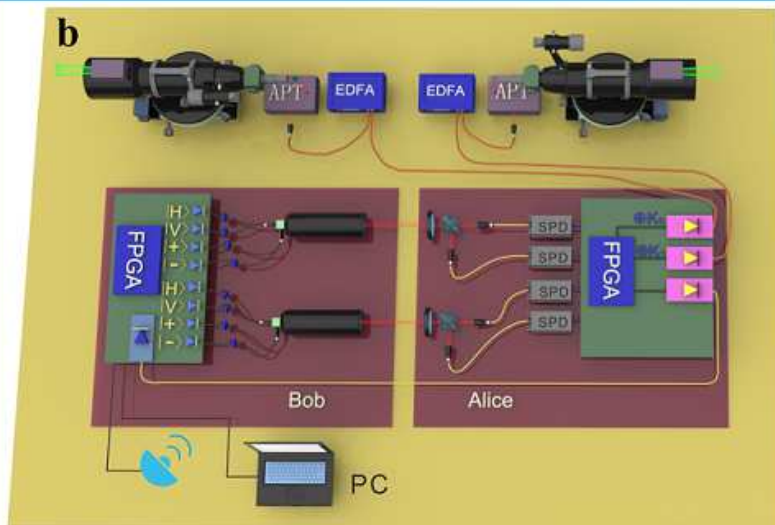 b
APT
EDFA
EDFA
APT
|H>
|V>
|+>
|->
|H>
|V>
|+>
|->
FPGA
SPD
SPD
SPD
SPD
FPGA
⊕K
⊕K
Bob
Alice
PC